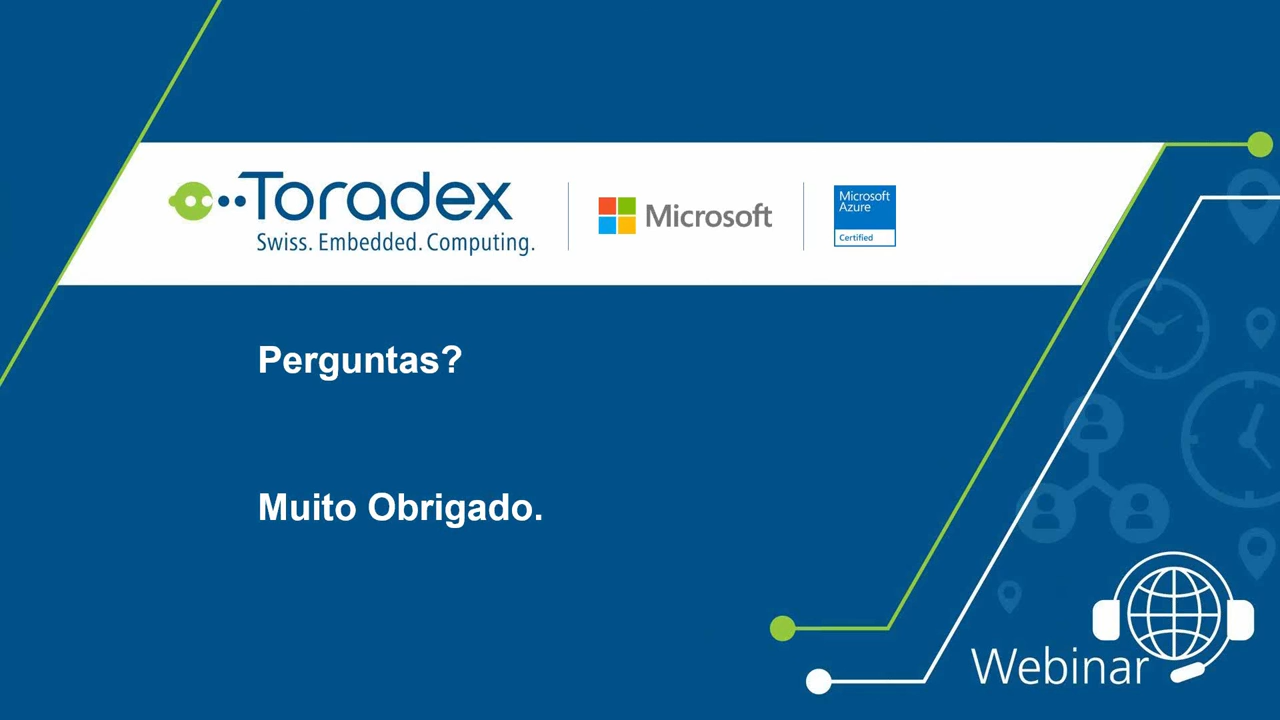 Toradex
Swiss. Embedded. Computing.
Microsoft
Microsoft
Azure
Certified
Perguntas?
Muito Obrigado.
Webinar